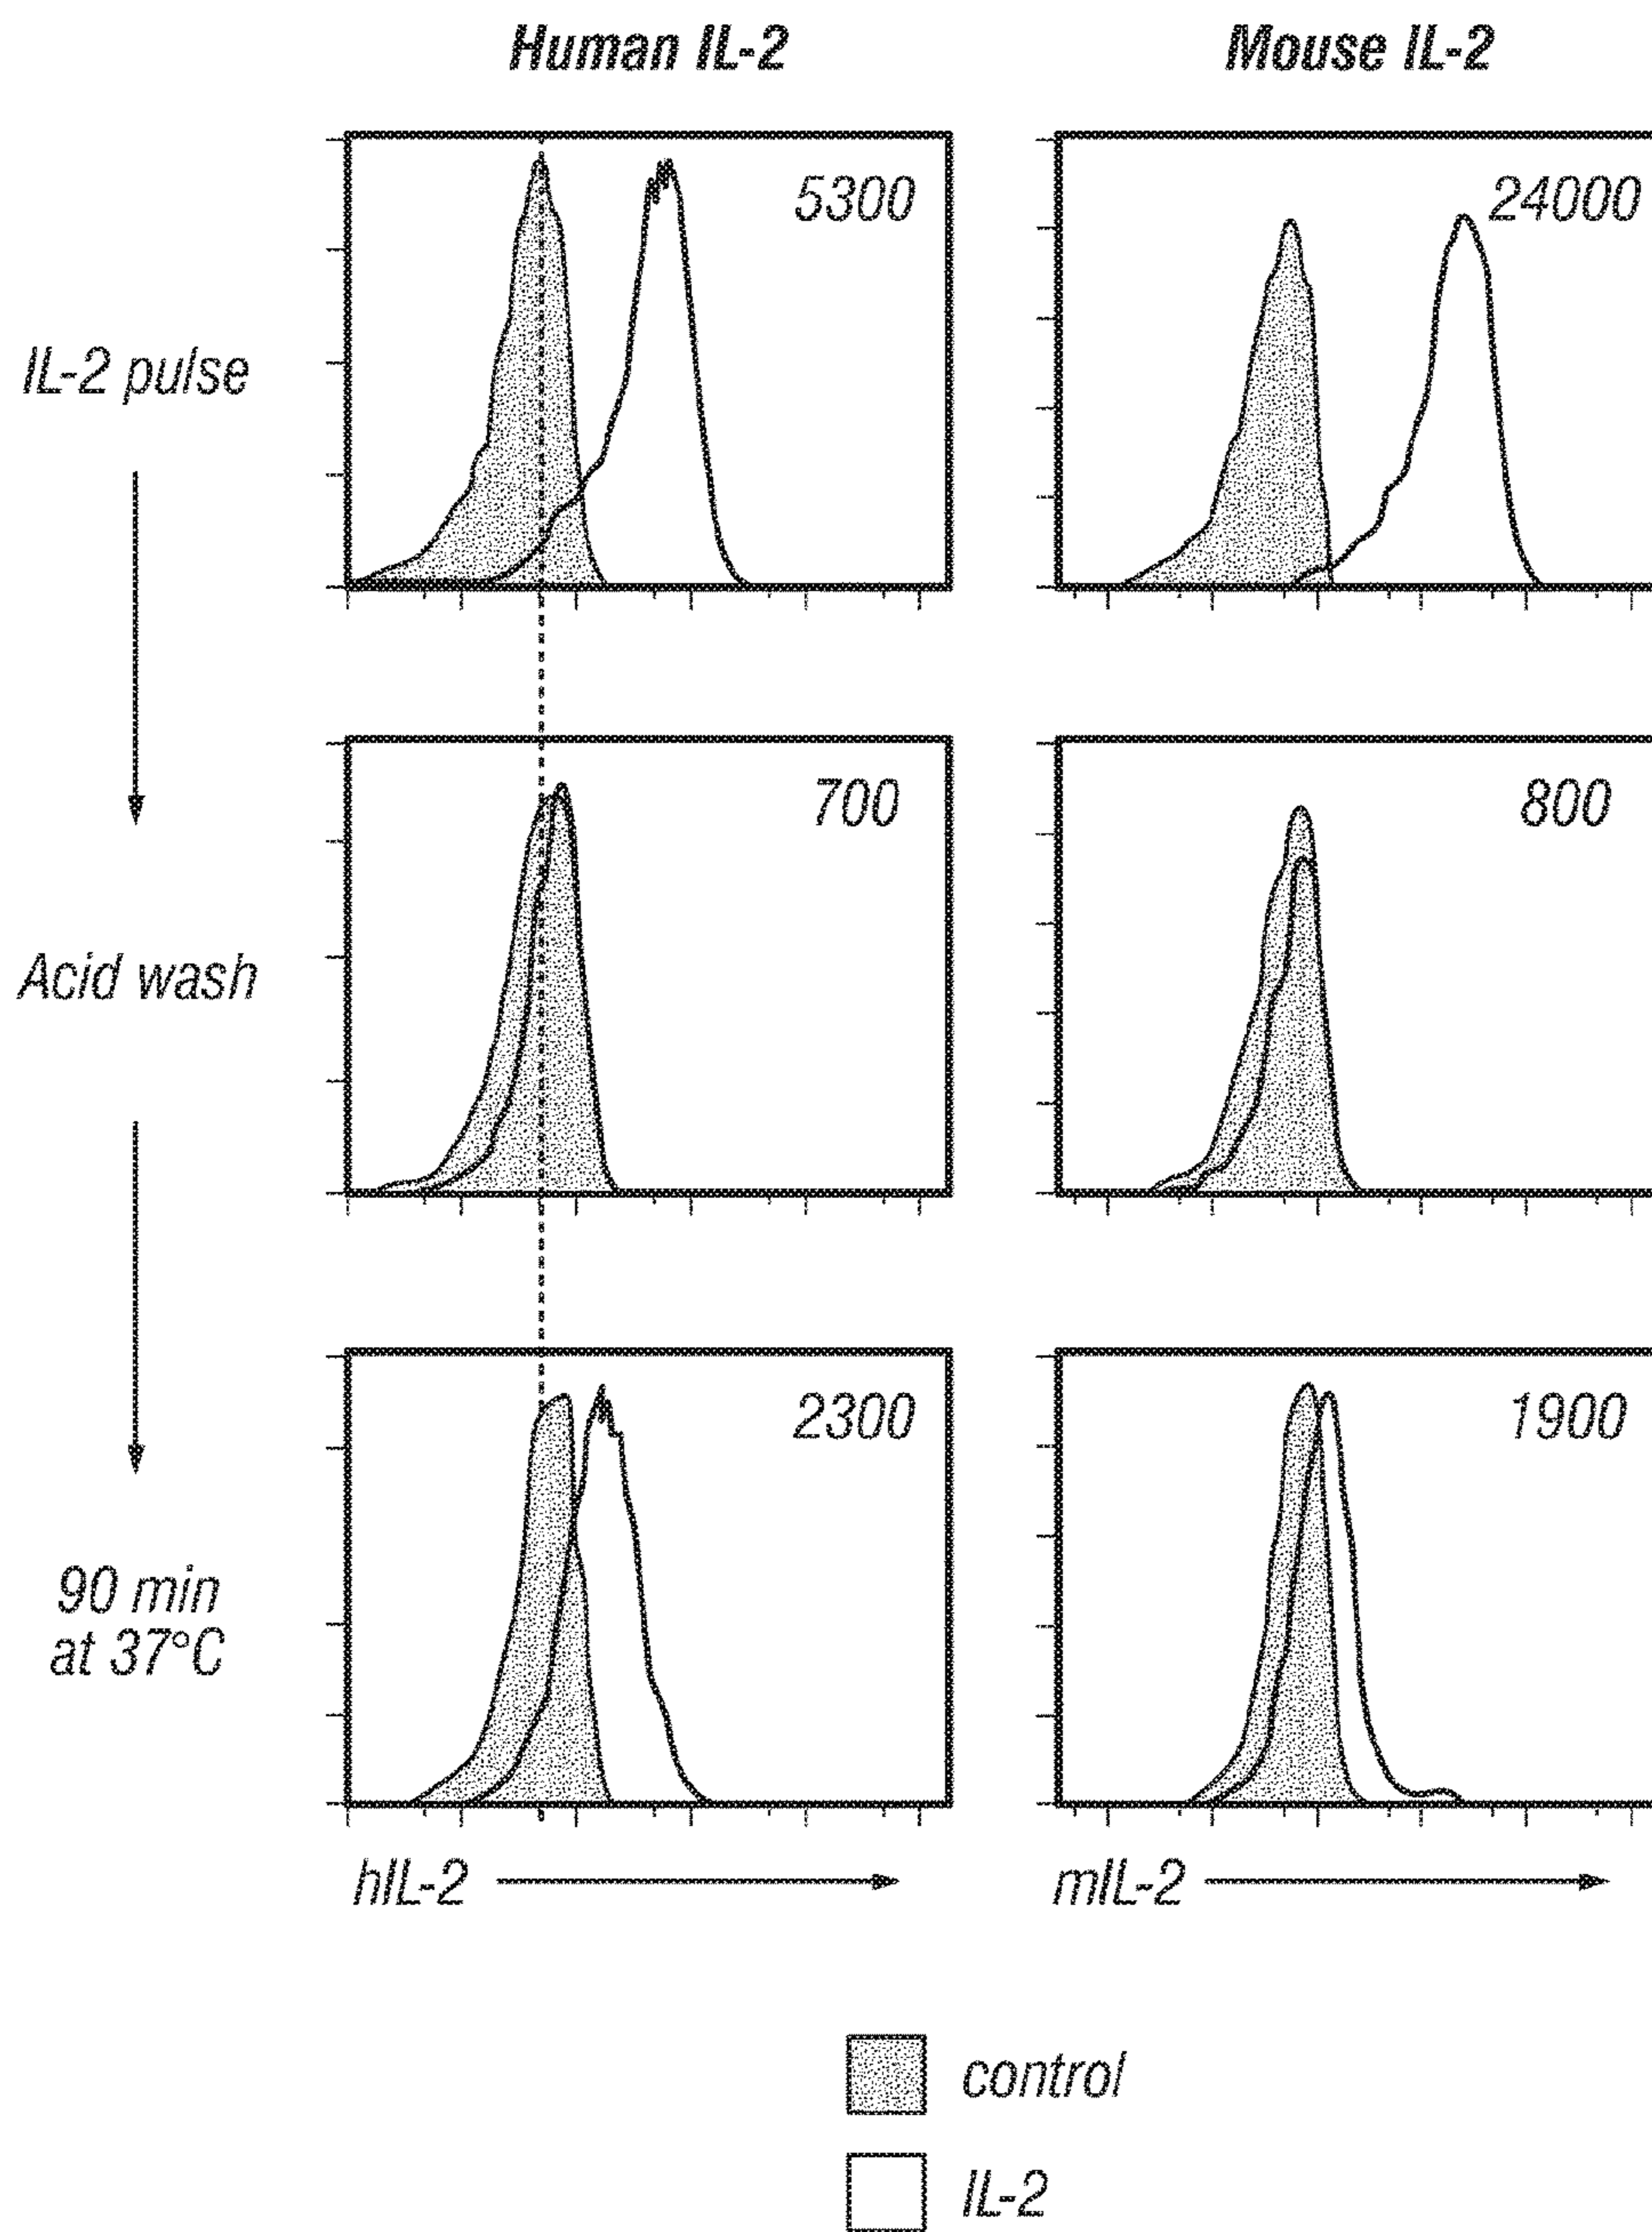 Human IL-2
Mouse IL-2
IL-2 pulse
5300
24000
Acid wash
700
800
90 min
at 37°C
2300
1900
hIL-2
mIL-2
control
IL-2